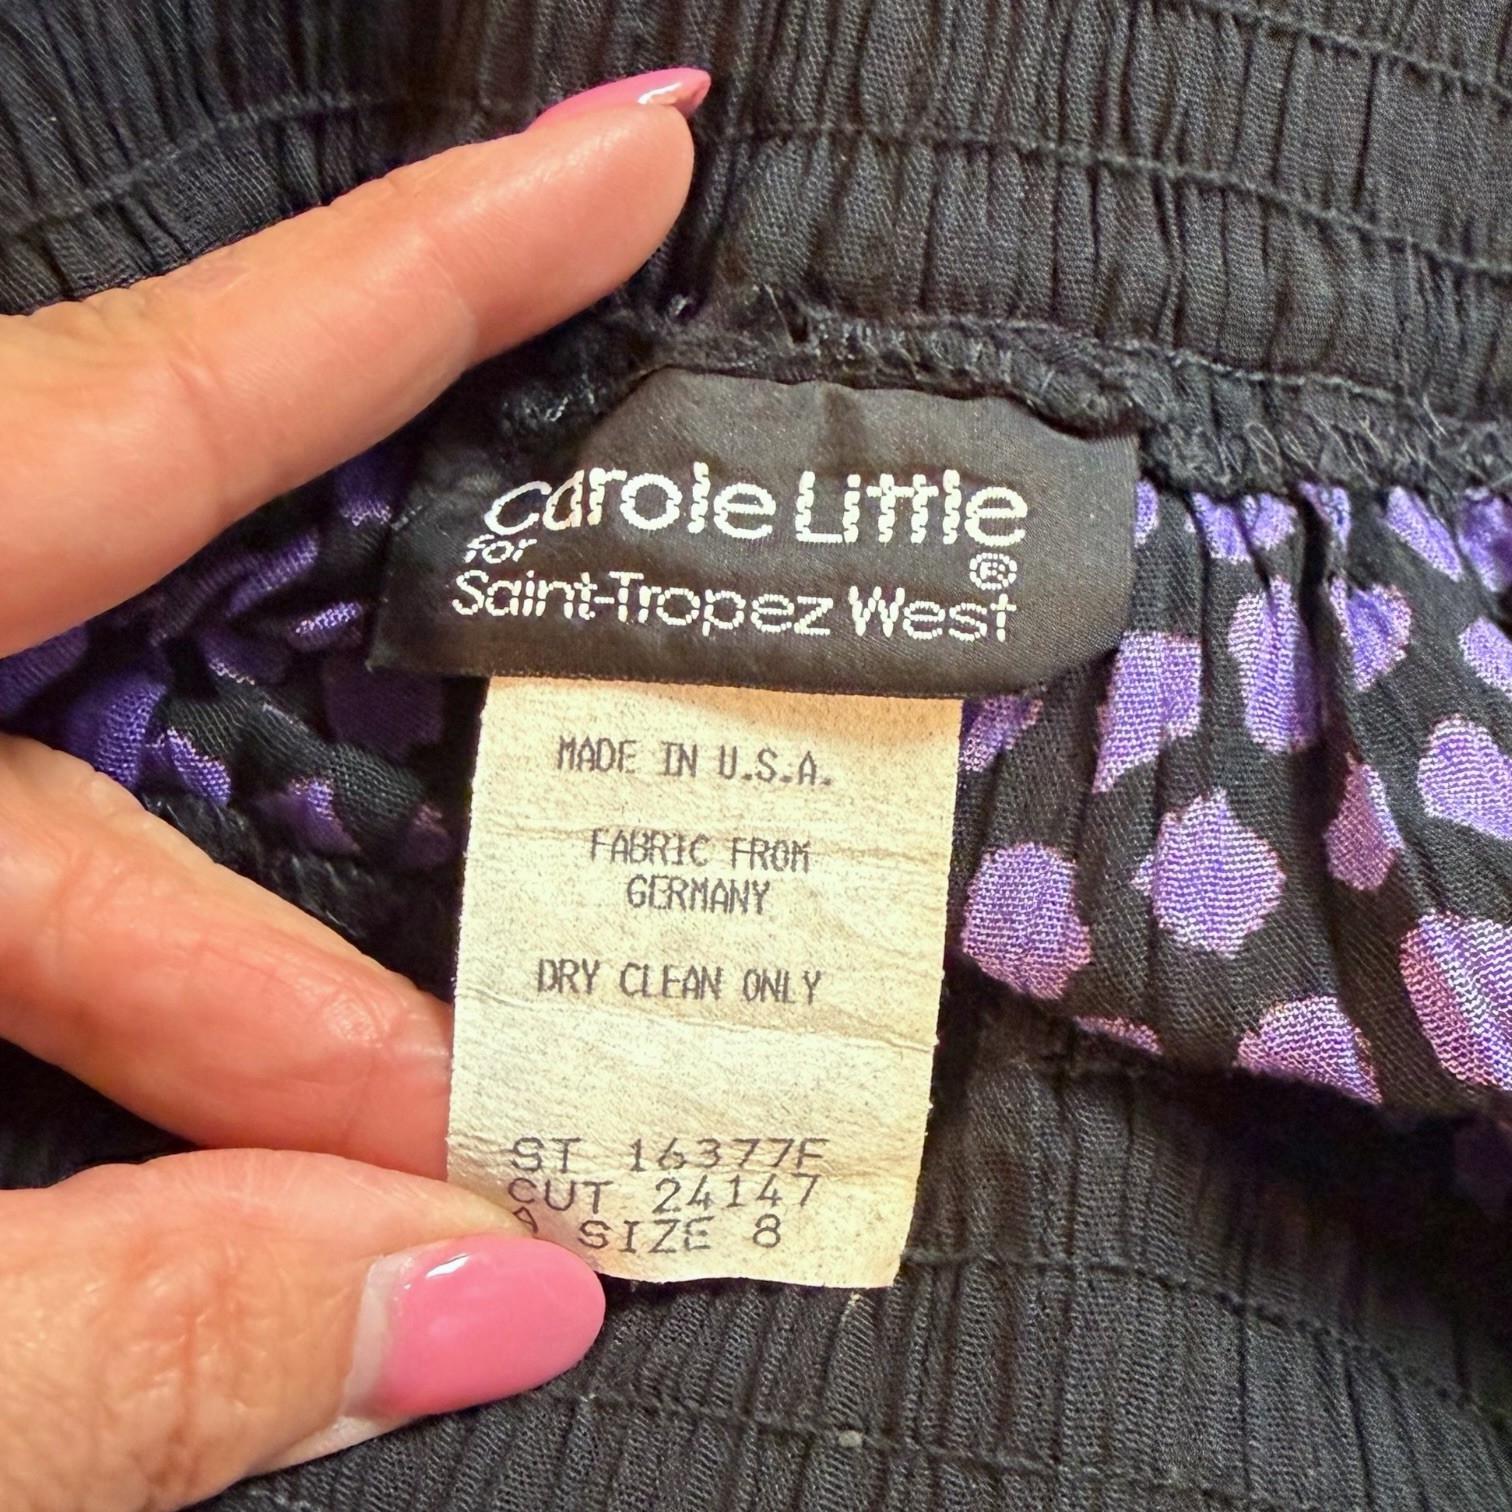 carole Little
for
®
Saint-Tropez West
MADE IN U.S.A.
FABRIC FROM
GERMANY
DRY CLEAN ONLY
ST 16377F
CUT 24147
SIZE 8